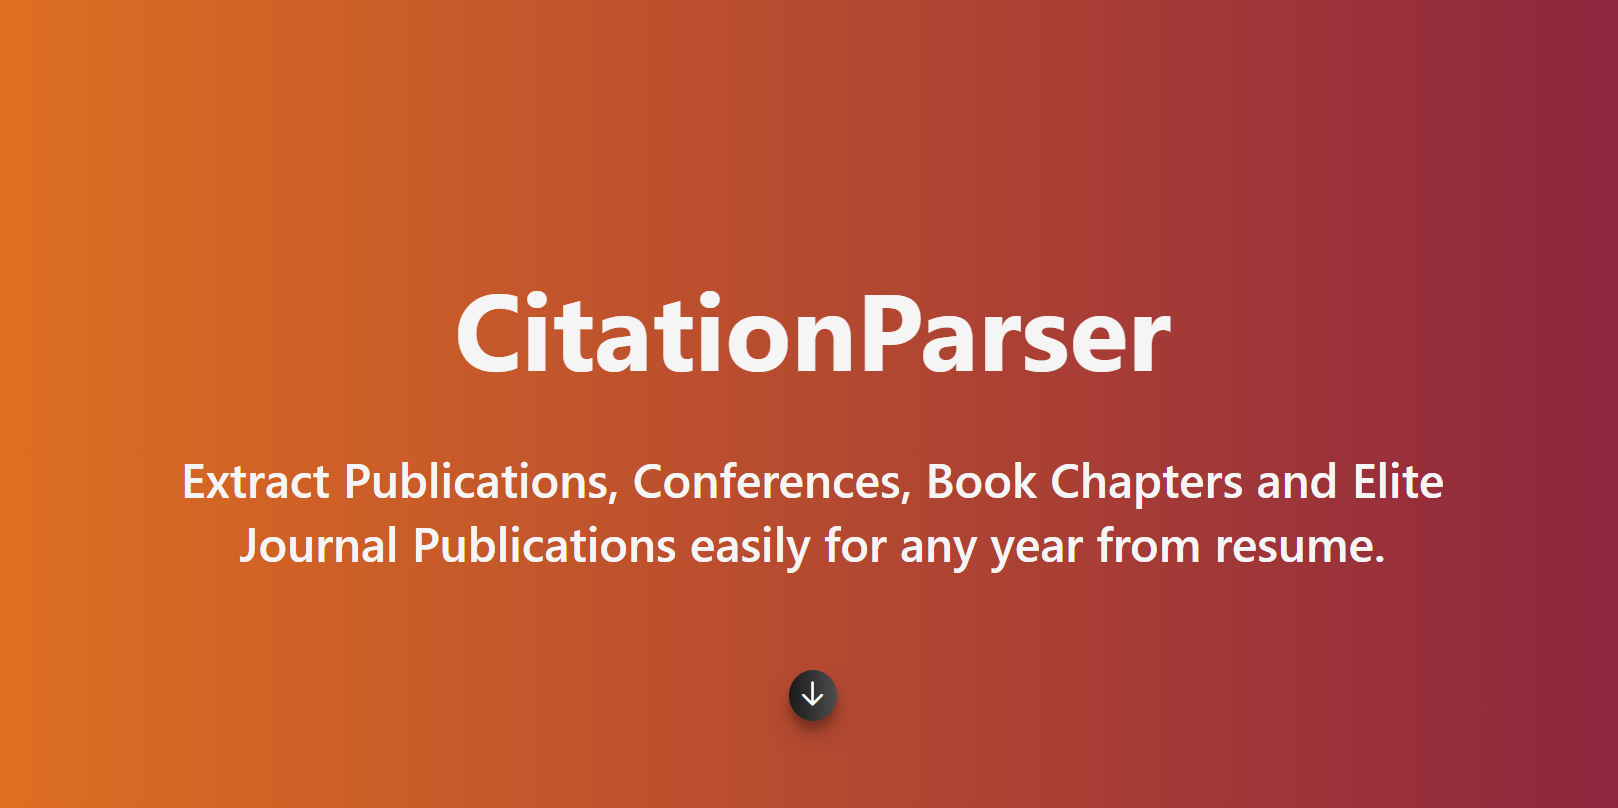 CitationParser
Extract Publications, Conferences, Book Chapters and Elite
Journal Publications easily for any year from resume.